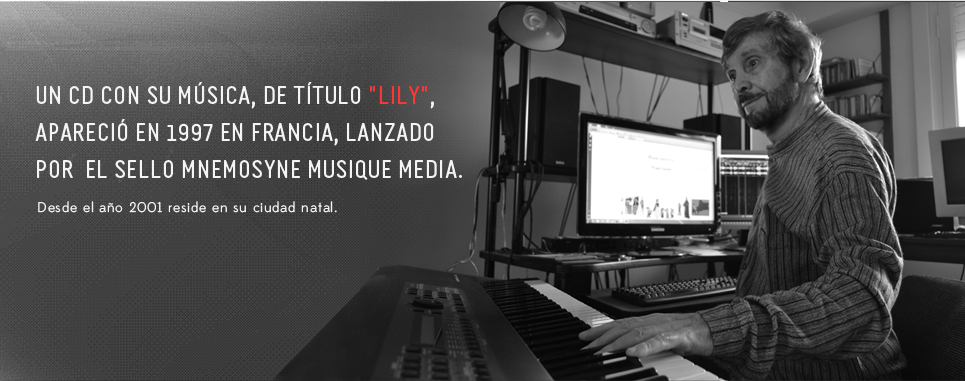 UN CD CON SU MÚSICA, DE TÍTULO "LILY",
APARECIÓ EN 1997 EN FRANCIA, LANZADO
POR EL SELLO MNEMOSYNE MUSIQUE MEDIA.
Desde el año 2001 reside en su ciudad natal.